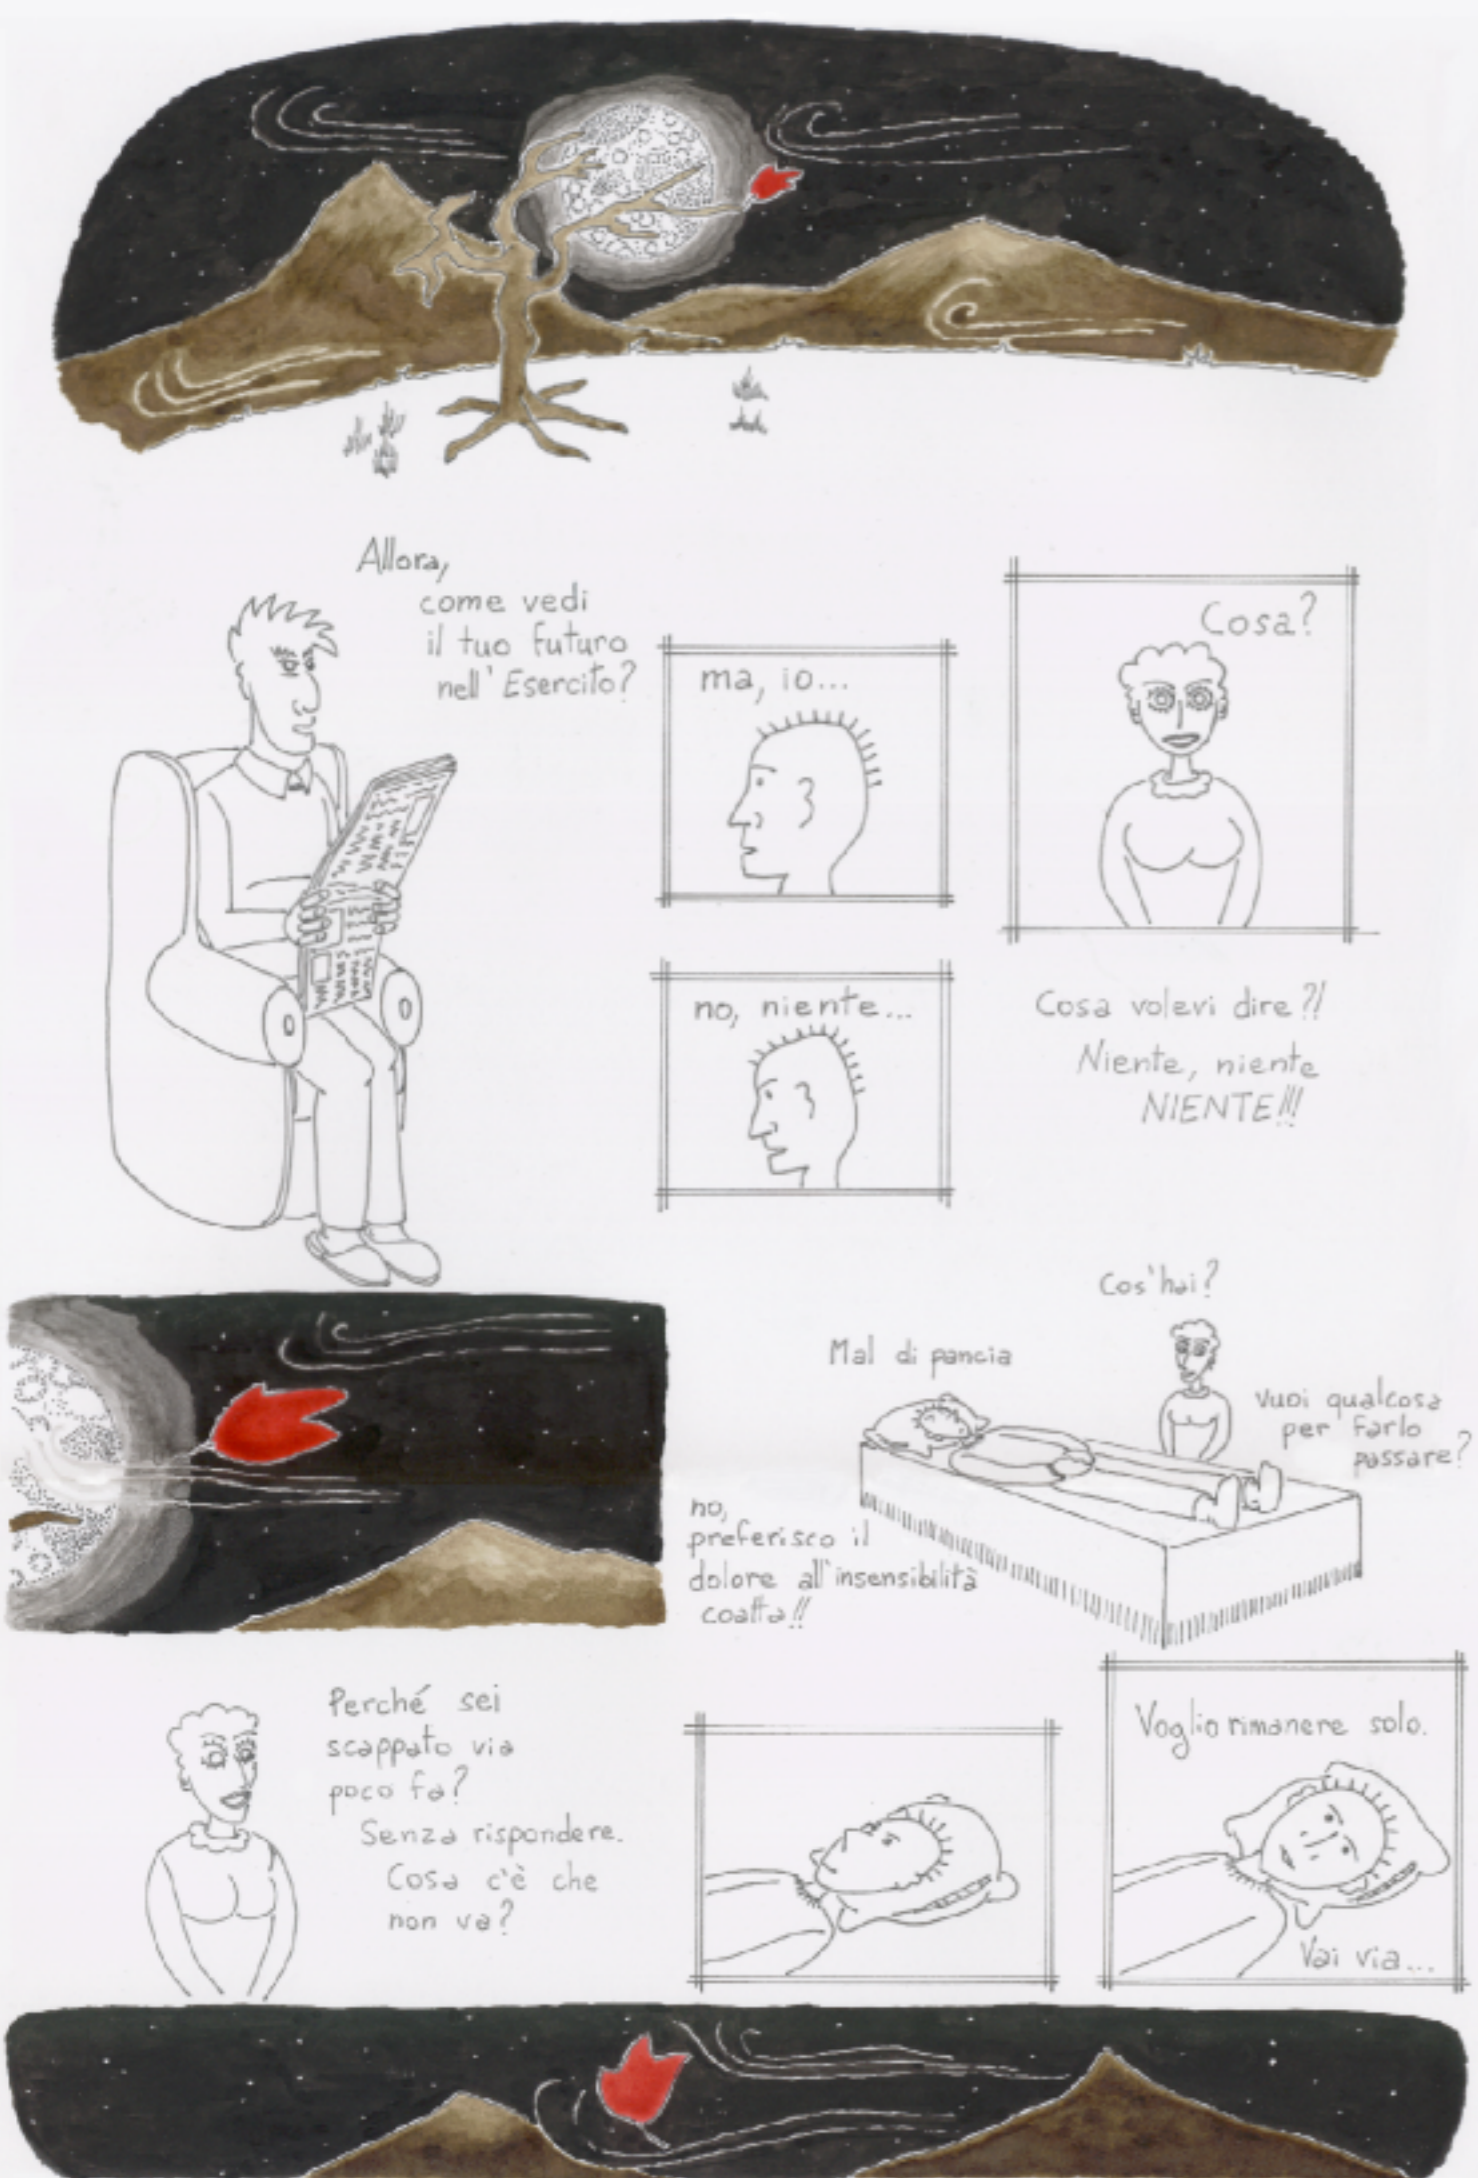 Allora,
come vedi
il tuo futuro
nell'Esercito?
ma, io...
Cosa?
no, niente...
Cosa volevi dire?!
Niente, niente
NIENTE!!!
Cos'hai?
Mal di pancia
Vuoi qualcosa
per farlo
passare?
no,
preferisco il
dolore all'insensibilità
coatta!!
Perché sei
scappato via
poco fa?
Senza rispondere.
Cosa c'è che
non va?
Voglio rimanere solo.
Vai via...